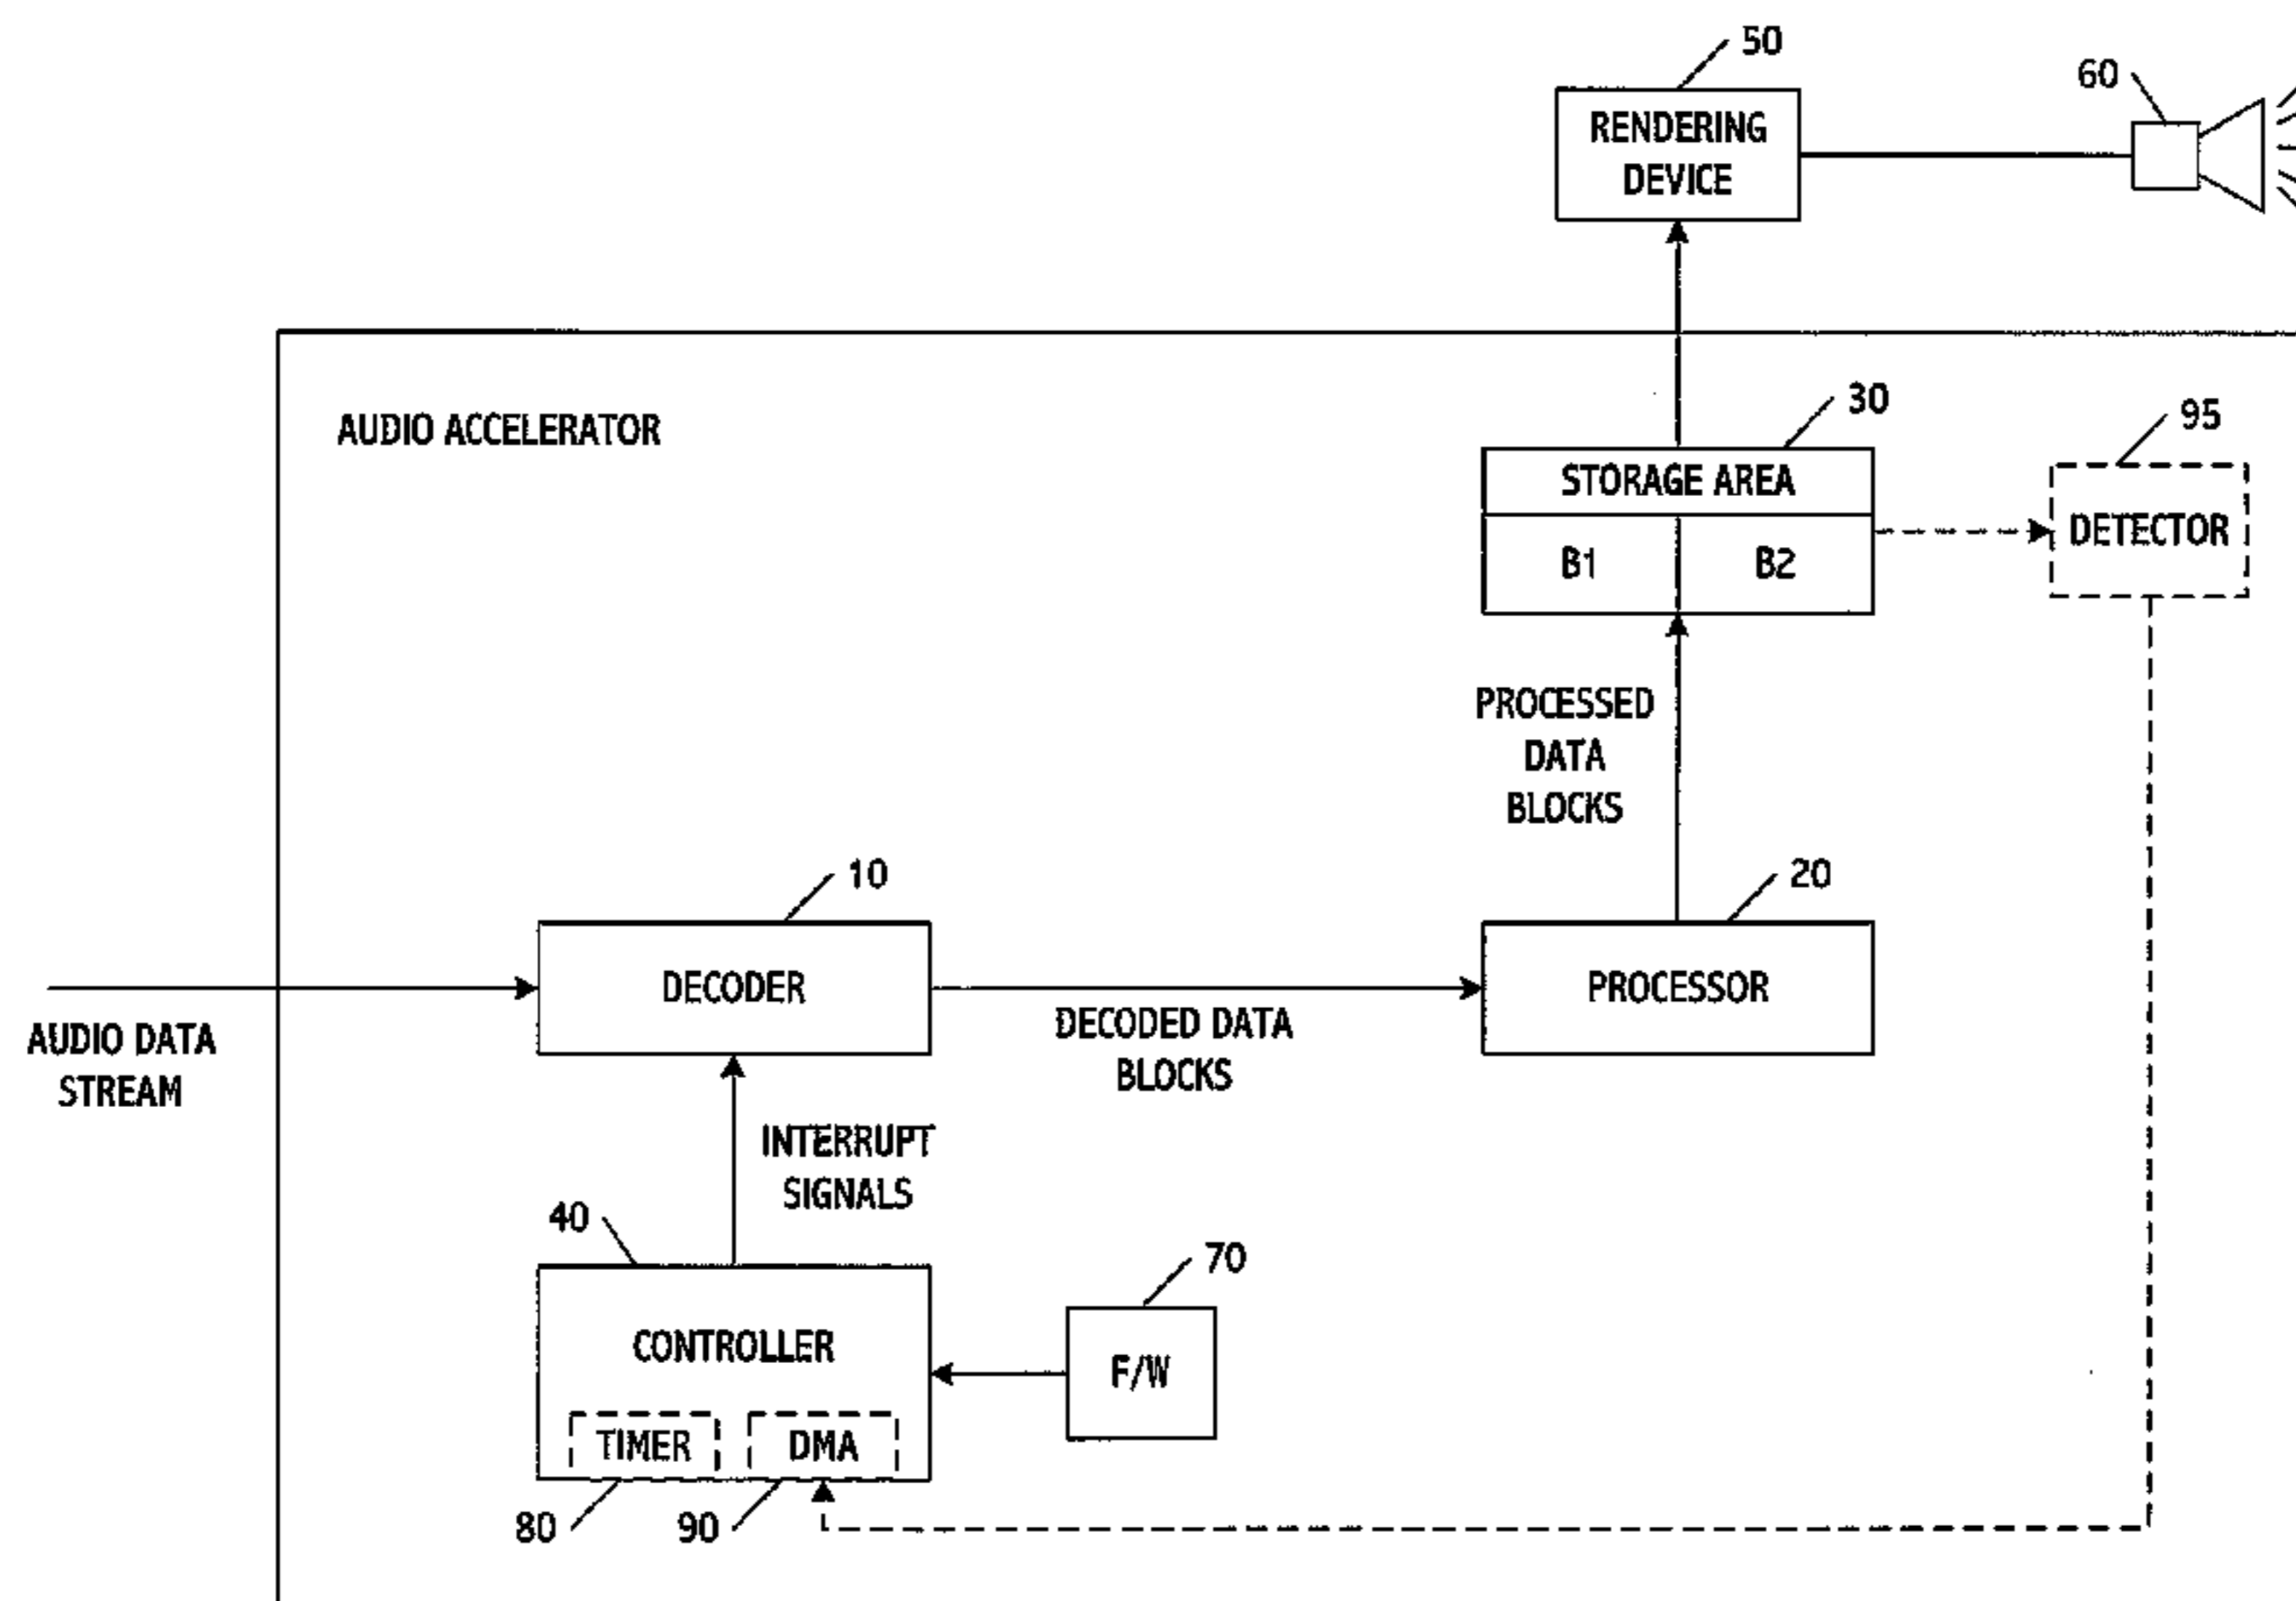 50
60
RENDERING
DEVICE
AUDIO ACCELERATOR
30
95
STORAGE AREA
DETECTOR
B1
B2
PROCESSED
DATA
BLOCKS
10
20
DECODER
PROCESSOR
AUDIO DATA
STREAM
DECODED DATA
BLOCKS
INTERRUPT
SIGNALS
40
70
CONTROLLER
F/W
TIMER
DMA
80
90